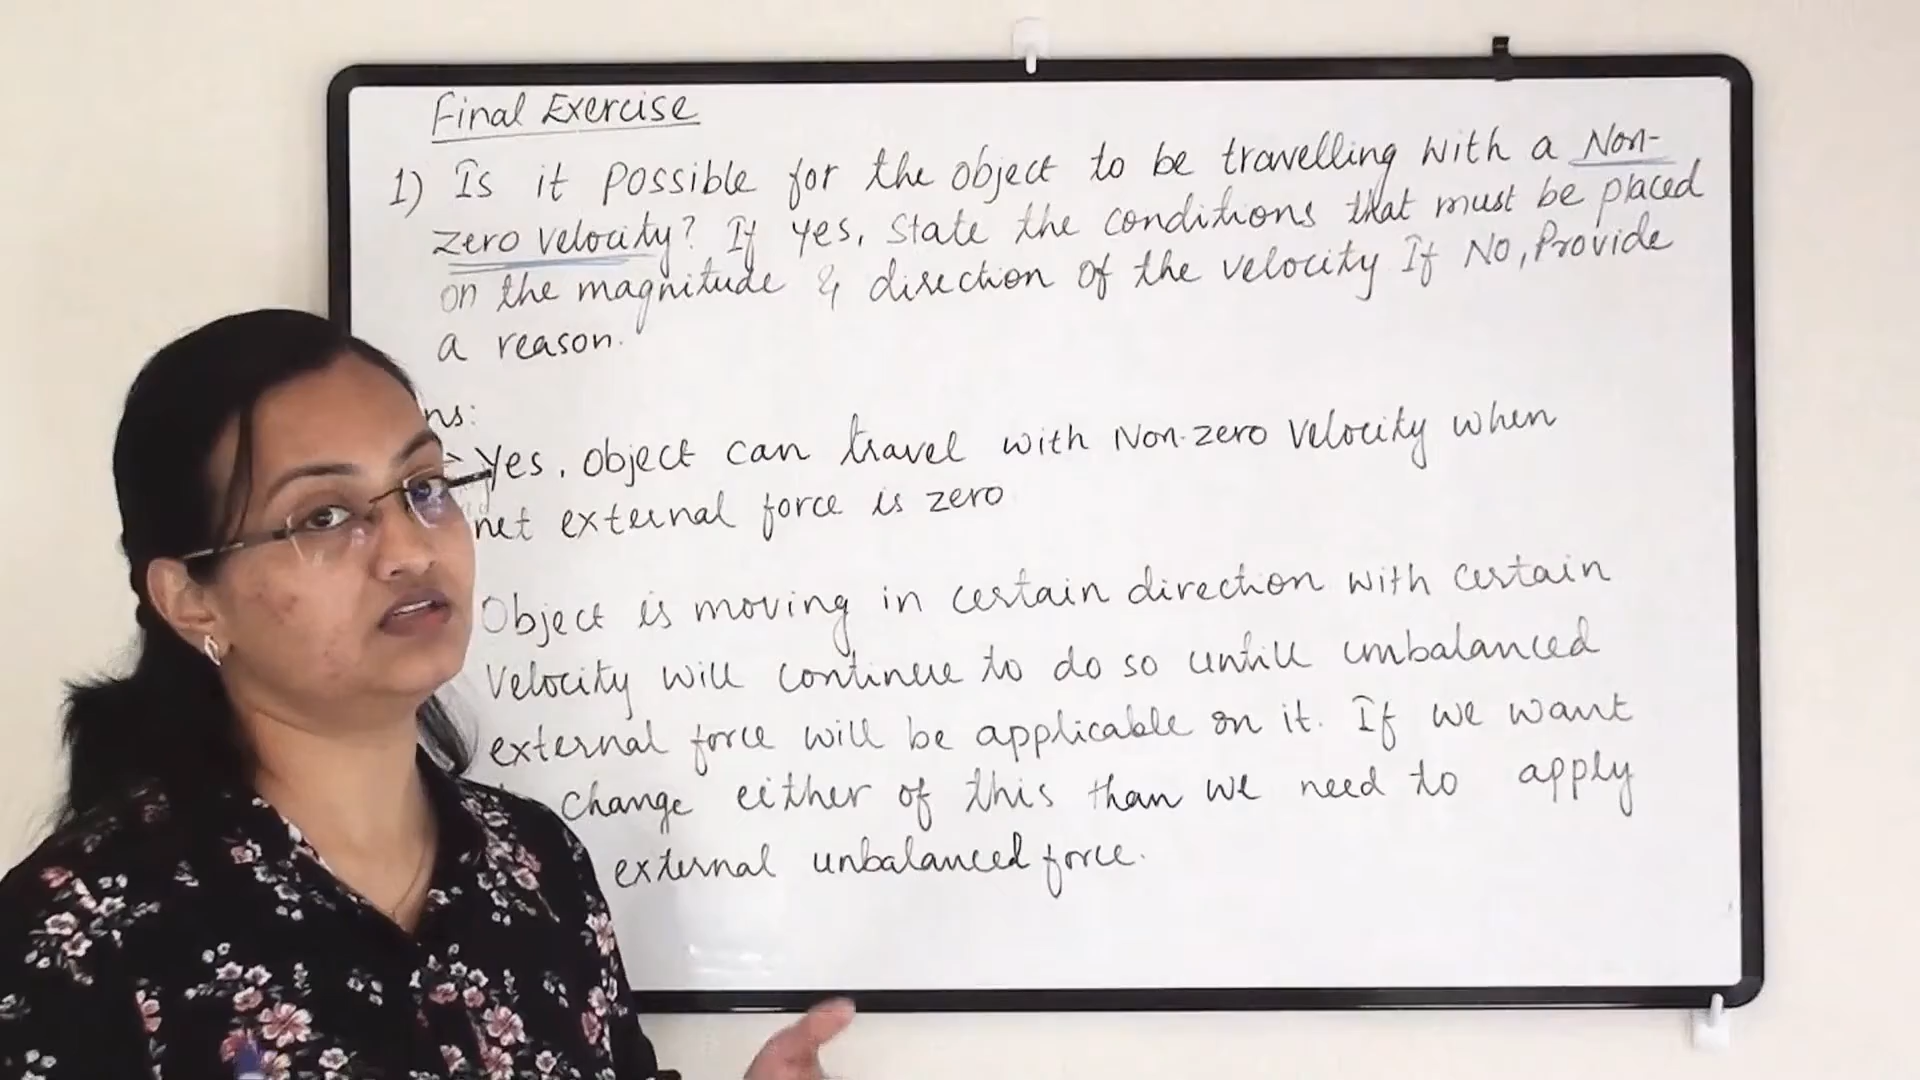 Final Exercise
1) Is it possible for the object to be travelling with a Non-
zero velocity? If yes, state the conditions that must be placed
on the magnitude & direction of the velocity If No, Provide
a reason.
ns:
Yes, object can travel with Non-zero velocity when
net external force is zero
Object is moving in certain direction with certain
Velocity will continue to do so untill unbalanced
external force will be applicable on it. If we want
change either of this than we need to apply
external unbalanced force.